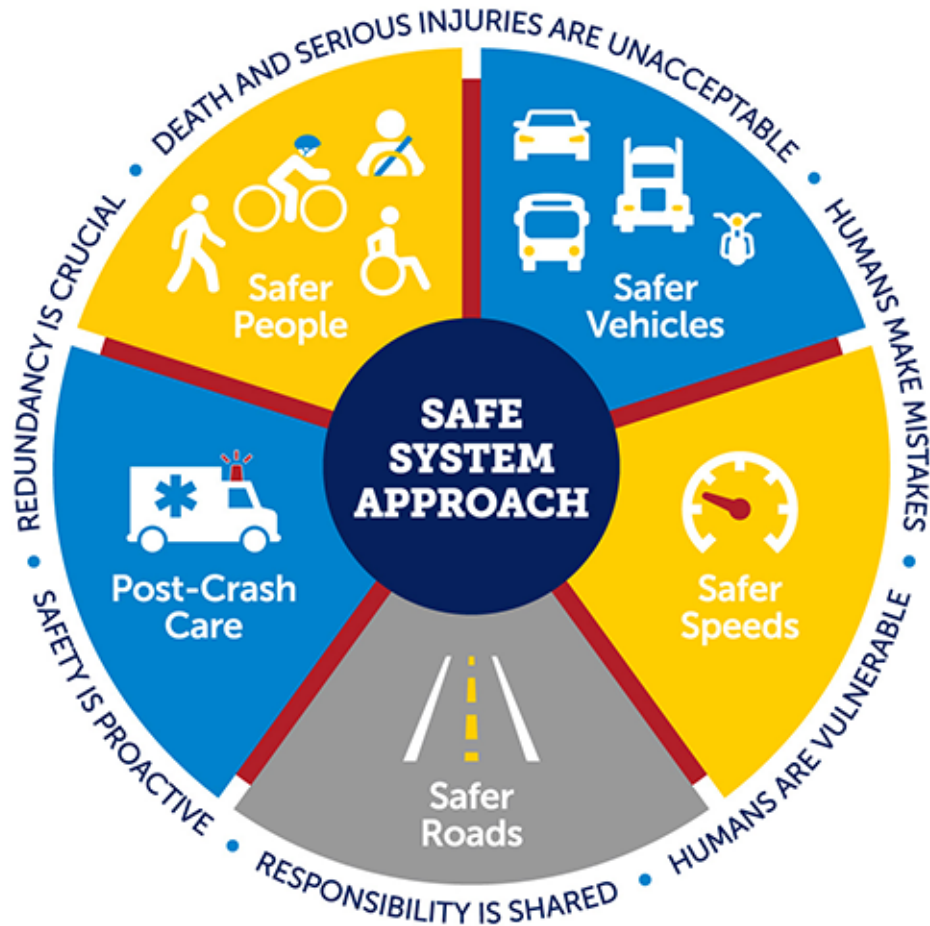 DEATH AND SERIOUS INJURIES ARE UNACCEPTABLE
HUMANS MAKE MISTAKES
HUMANS ARE VULNERABLE
RESPONSIBILITY IS SHARED
SAFETY IS PROACTIVE
REDUNDANCY IS CRUCIAL
Safer
People
Safer
Vehicles
SAFE
SYSTEM
APPROACH
Safer
Speeds
Safer
Roads
Post-Crash
Care